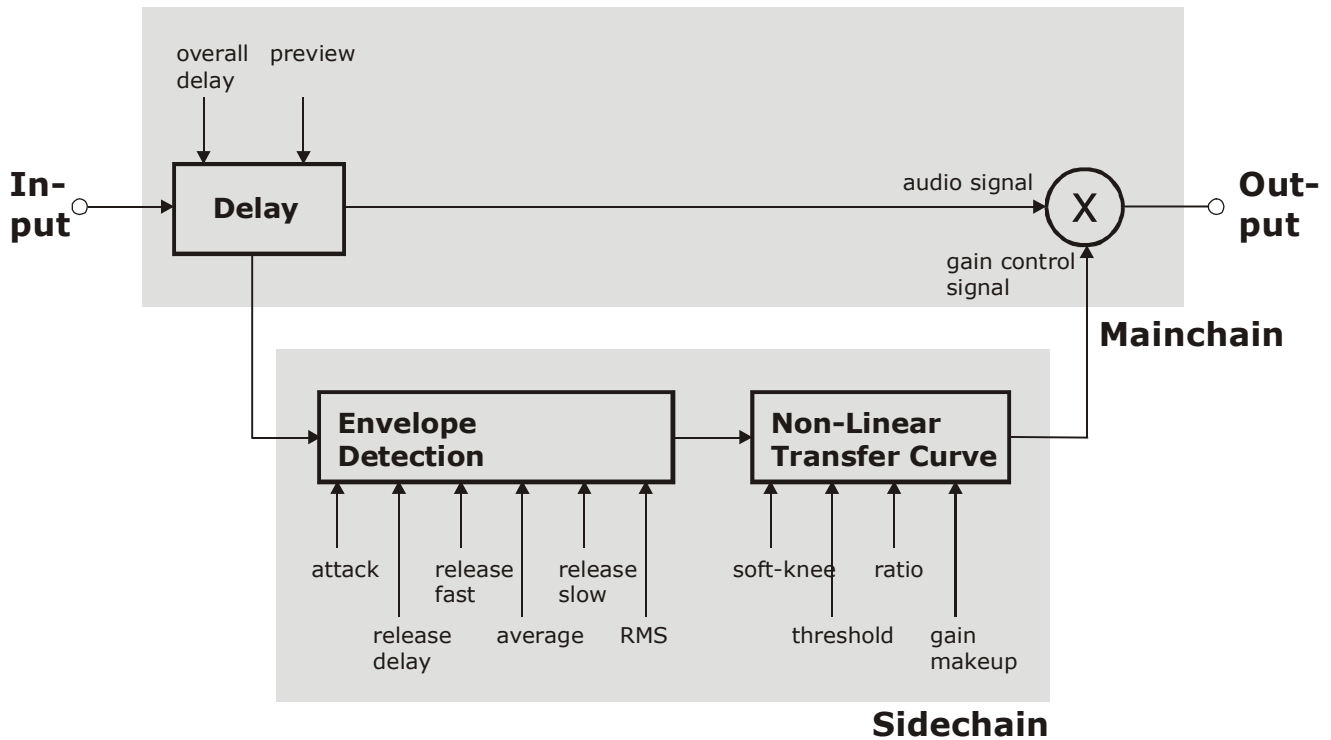 overall
delay
preview
In-
put
Delay
audio signal
X
Out-
put
gain control
signal
Mainchain
Envelope
Detection
Non-Linear
Transfer Curve
attack
release
fast
release
slow
soft-knee
ratio
release
delay
average
RMS
threshold
gain
makeup
Sidechain